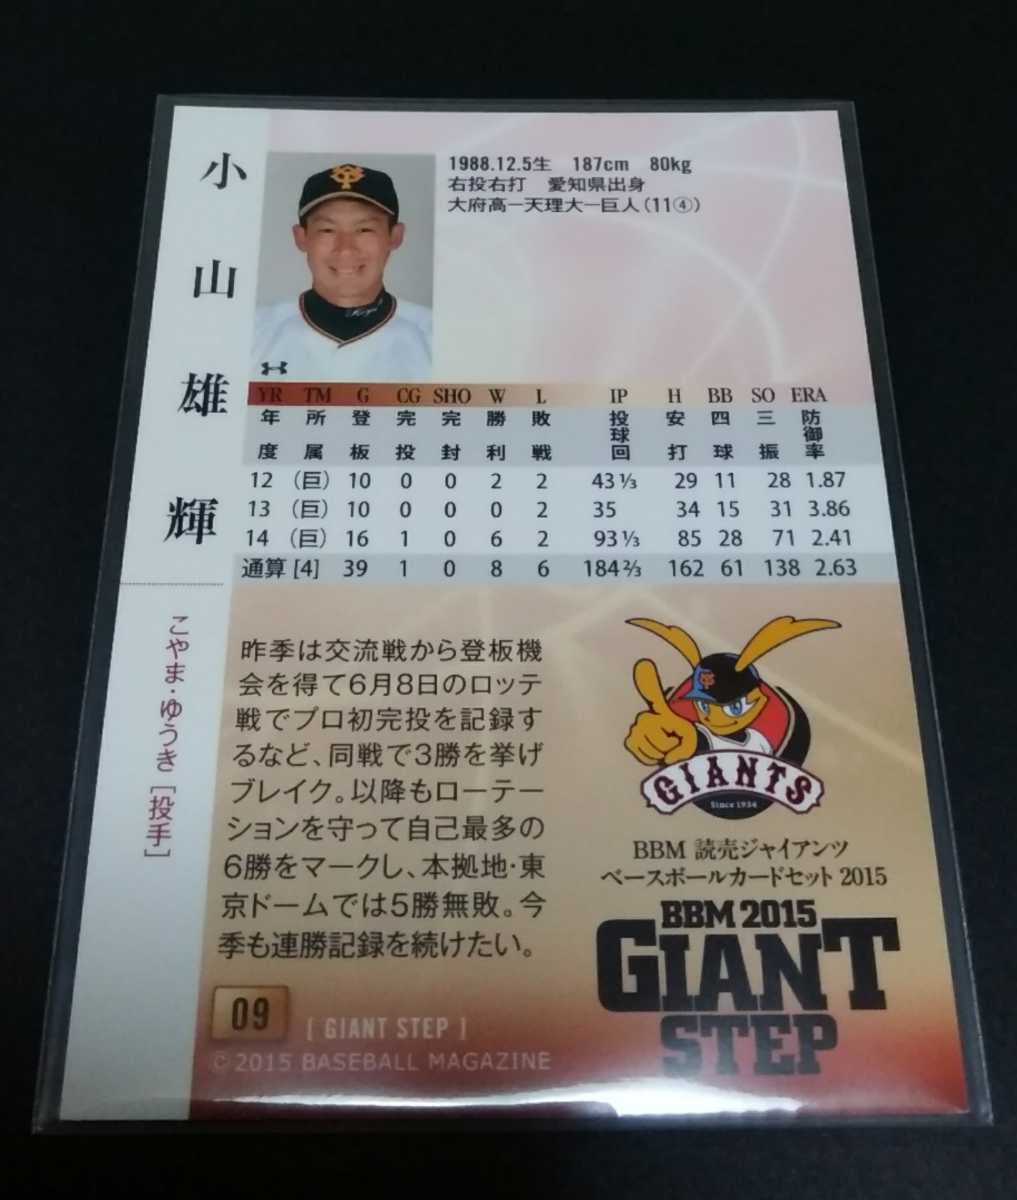 小山雄輝
こやま・ゆうき［投手］
1988.12.5生 187cm 80kg
右投右打 愛知県出身
大府高ー天理大ー巨人（11④）
YR TM G CG SHO W L IP H BB SO ERA
年度 所属 登板 完投 完封 勝利 敗戦 投球回 安打 四球 三振 防御率
12 （巨） 10 0 0 2 2 43 1/3 29 11 28 1.87
13 （巨） 10 0 0 0 2 35 34 15 31 3.86
14 （巨） 16 1 0 6 2 93 1/3 85 28 71 2.41
通算 [4] 39 1 0 8 6 184 2/3 162 61 138 2.63
昨季は交流戦から登板機
会を得て6月8日のロッテ
戦でプロ初完投を記録す
るなど、同戦で3勝を挙げ
ブレイク。以降もローテー
ションを守って自己最多の
6勝をマークし、本拠地・東
京ドームでは5勝無敗。今
季も連勝記録を続けたい。
GIANTS
Since 1934
BBM 読売ジャイアンツ
ベースボールカードセット 2015
BBM 2015
GIANT
STEP
09
[ GIANT STEP ]
©2015 BASEBALL MAGAZINE